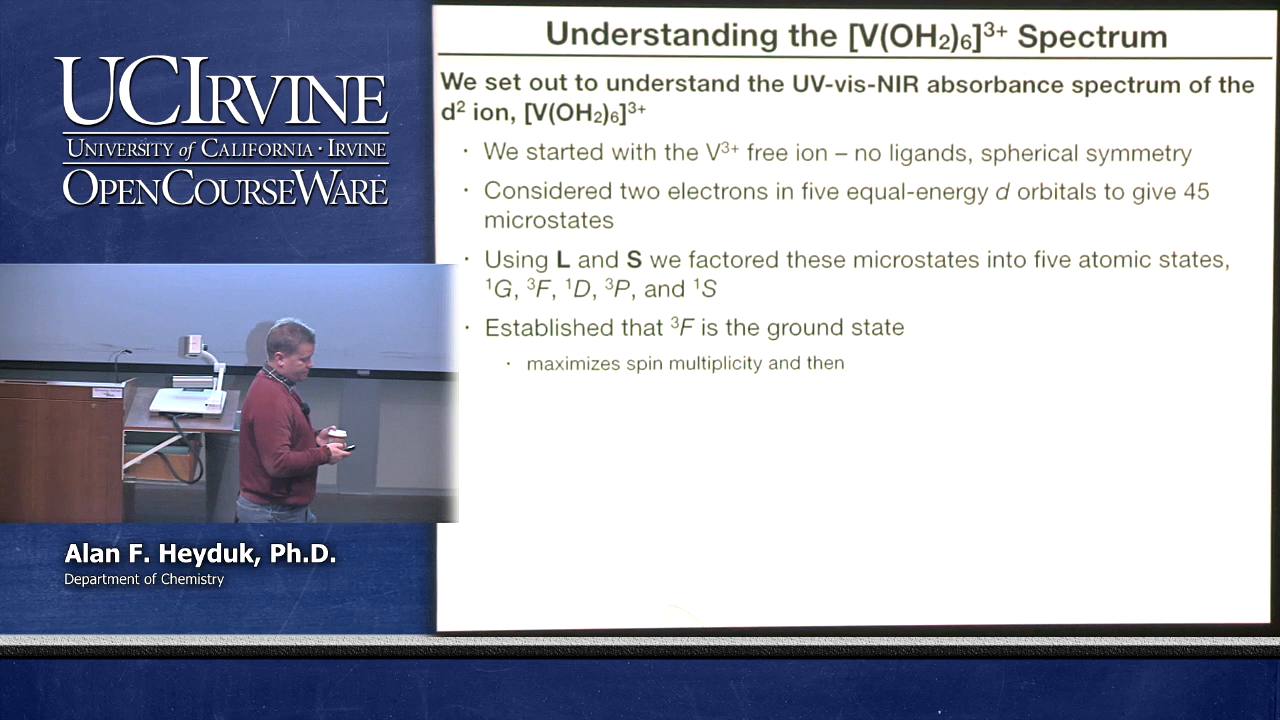 UCIRVINE
UNIVERSITY of CALIFORNIA · IRVINE
OPENCOURSEWARE
Understanding the [V(OH₂)₆]³⁺ Spectrum
We set out to understand the UV-vis-NIR absorbance spectrum of the
d² ion, [V(OH₂)₆]³⁺
· We started with the V³⁺ free ion – no ligands, spherical symmetry
· Considered two electrons in five equal-energy d orbitals to give 45
microstates
· Using L and S we factored these microstates into five atomic states,
¹G, ³F, ¹D, ³P, and ¹S
· Established that ³F is the ground state
· maximizes spin multiplicity and then
Alan F. Heyduk, Ph.D.
Department of Chemistry